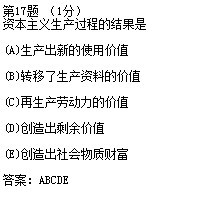 第17题 (1分)
资本主义生产过程的结果是
(A)生产出新的使用价值
(B)转移了生产资料的价值
(C)再生产劳动力的价值
(D)创造出剩余价值
(E)创造出社会物质财富
答案：ABCDE